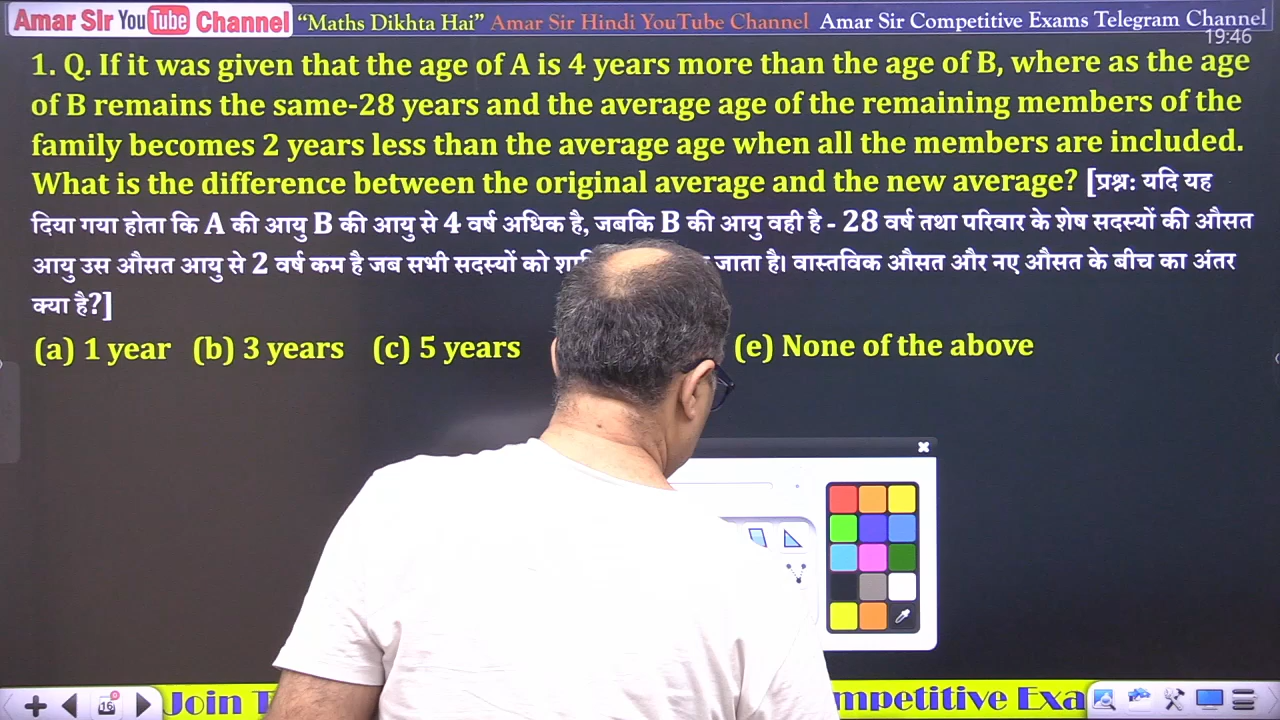 Amar SIr YouTube Channel "Maths Dikhta Hai" Amar Sir Hindi YouTube Channel Amar Sir Competitive Exams Telegram Channel
19:46
1. Q. If it was given that the age of A is 4 years more than the age of B, where as the age
of B remains the same-28 years and the average age of the remaining members of the
family becomes 2 years less than the average age when all the members are included.
What is the difference between the original average and the new average? [प्रश्न: यदि यह
दिया गया होता कि A की आयु B की आयु से 4 वर्ष अधिक है, जबकि B की आयु वही है - 28 वर्ष तथा परिवार के शेष सदस्यों की औसत
आयु उस औसत आयु से 2 वर्ष कम है जब सभी सदस्यों को जाता है। वास्तविक औसत और नए औसत के बीच का अंतर
क्या है?]
(a) 1 year (b) 3 years (c) 5 years (e) None of the above
16
Join
Exa